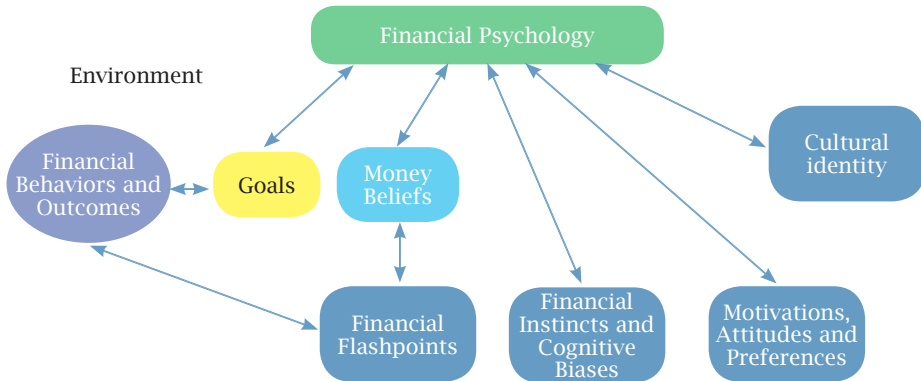 Financial Psychology
Environment
Financial
Behaviors and
Outcomes
Goals
Money
Beliefs
Cultural
identity
Financial
Flashpoints
Financial
Instincts and
Cognitive
Biases
Motivations,
Attitudes and
Preferences